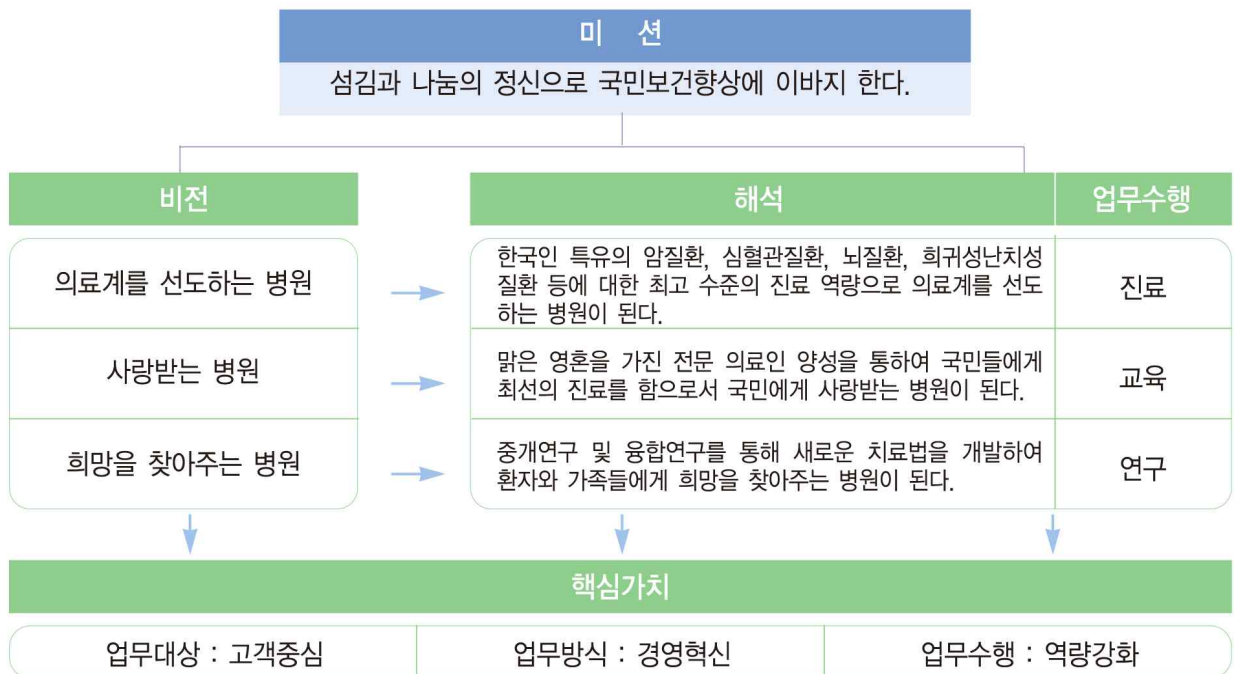 미 션
섬김과 나눔의 정신으로 국민보건향상에 이바지 한다.
비전
해석
업무수행
의료계를 선도하는 병원
한국인 특유의 암질환, 심혈관질환, 뇌질환, 희귀성난치성
질환 등에 대한 최고 수준의 진료 역량으로 의료계를 선도
하는 병원이 된다.
진료
사랑받는 병원
맑은 영혼을 가진 전문 의료인 양성을 통하여 국민들에게
최선의 진료를 함으로서 국민에게 사랑받는 병원이 된다.
교육
희망을 찾아주는 병원
중개연구 및 융합연구를 통해 새로운 치료법을 개발하여
환자와 가족들에게 희망을 찾아주는 병원이 된다.
연구
핵심가치
업무대상 : 고객중심
업무방식 : 경영혁신
업무수행 : 역량강화